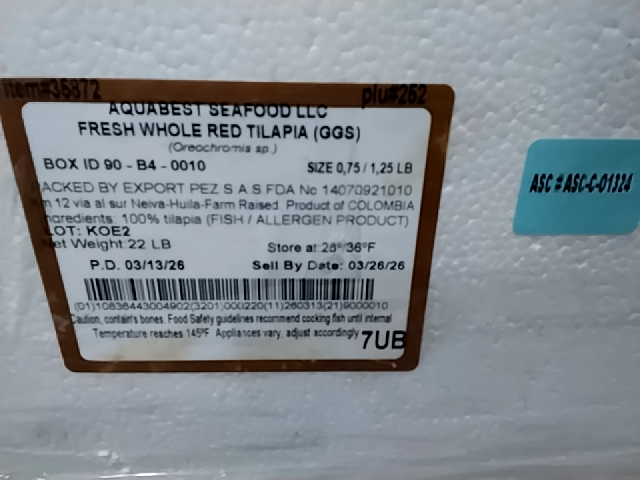 Item#35872 plu#262
AQUABEST SEAFOOD LLC
FRESH WHOLE RED TILAPIA (GGS)
(Oreochromis sp.)
BOX ID 90 - B4 - 0010 SIZE 0,75 / 1,25 LB
PACKED BY EXPORT PEZ S A S FDA No 14070921010
Km 12 via al sur Neiva-Huila-Farm Raised Product of COLOMBIA
Ingredients: 100% tilapia (FISH / ALLERGEN PRODUCT)
LOT: KOE2
Net Weight:22 LB Store at 28°/36°F
P.D. 03/13/26 Sell By Date: 03/26/26
(01)10836443004902(3201)000220(11)260313(21)9000010
Caution, contain's bones. Food Safety guidelines recommend cooking fish until internal
Temperature reaches 145ºF Appliances vary, adjust accordingly 7UB
ASC # ASC-C-01324